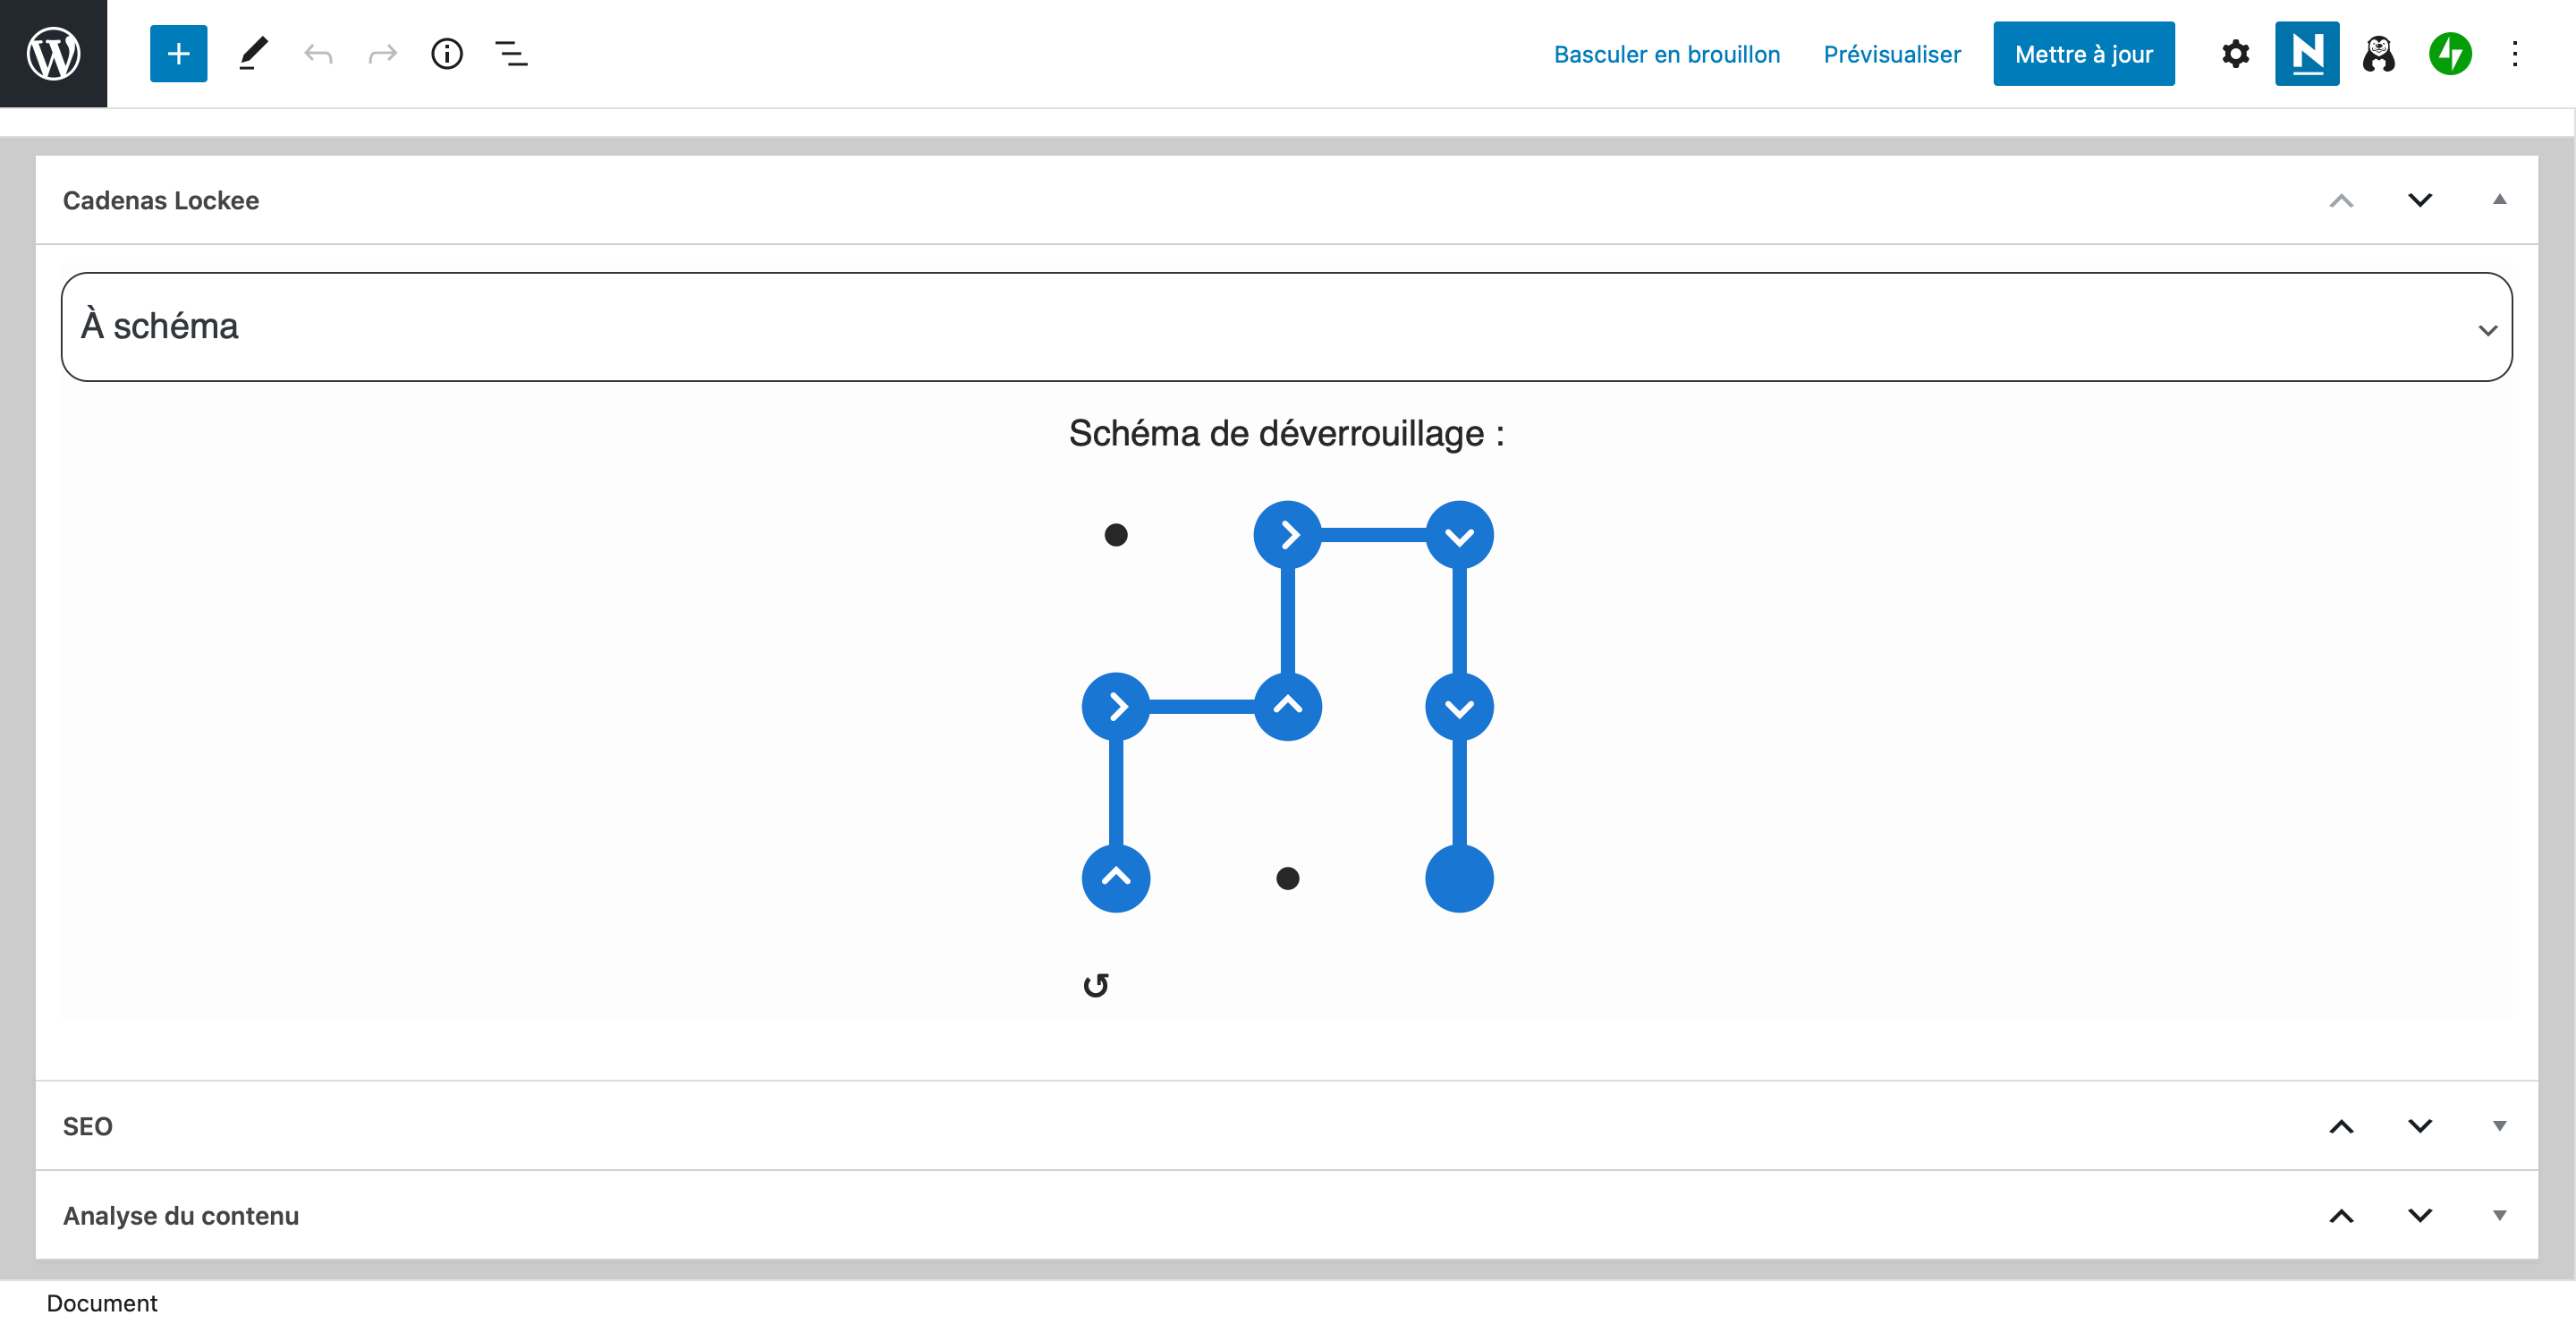 Basculer en brouillon Prévisualiser Mettre à jour
Cadenas Lockee
À schéma
Schéma de déverrouillage :
SEO
Analyse du contenu
Document